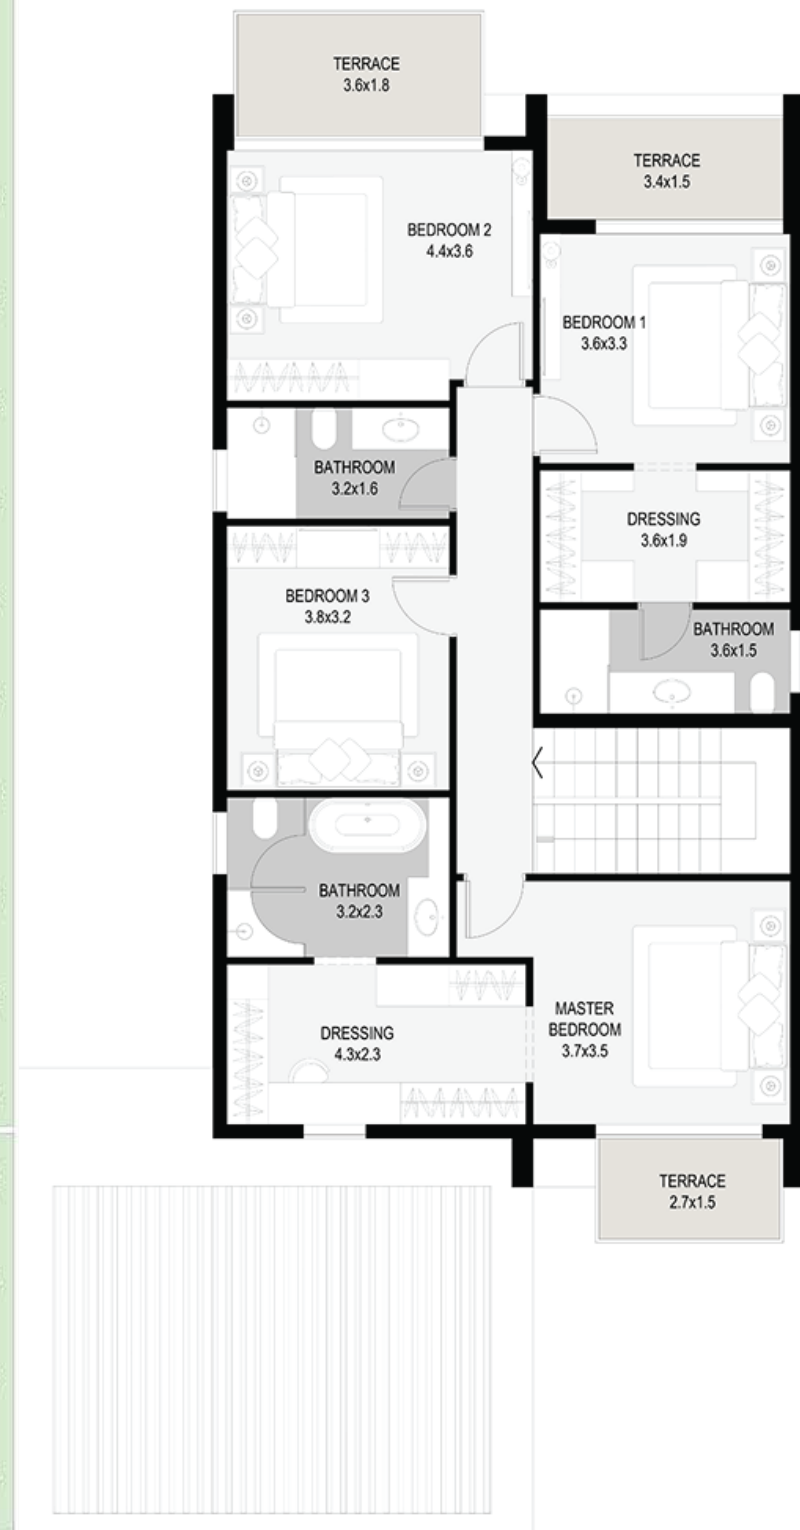 TERRACE
3.6x1.8
TERRACE
3.4x1.5
BEDROOM 2
4.4x3.6
BEDROOM 1
3.6x3.3
BATHROOM
3.2x1.6
DRESSING
3.6x1.9
BEDROOM 3
3.8x3.2
BATHROOM
3.6x1.5
BATHROOM
3.2x2.3
MASTER
BEDROOM
3.7x3.5
DRESSING
4.3x2.3
TERRACE
2.7x1.5